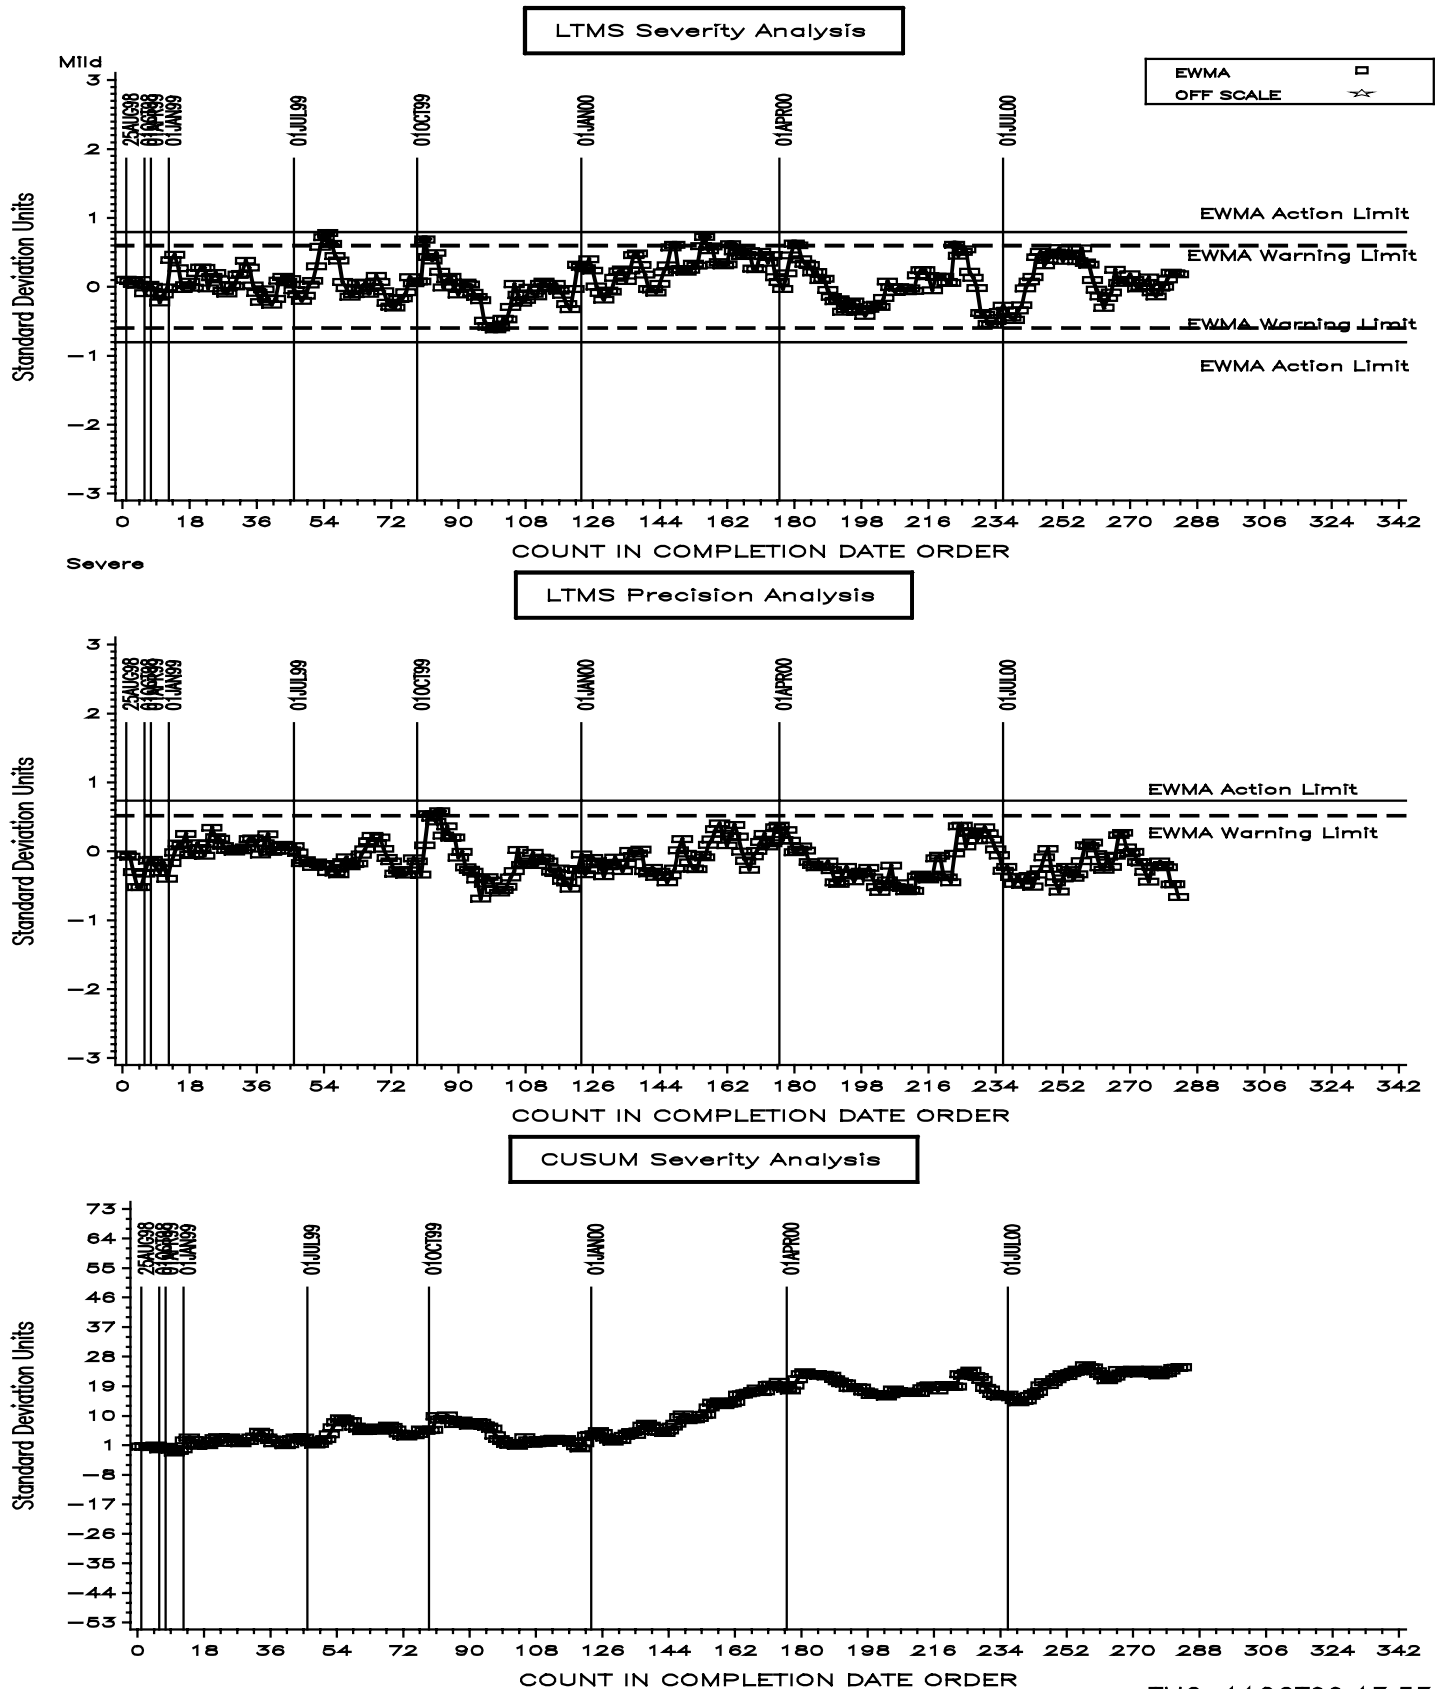 LTMS Severity Analysis
Mild
EWMA
OFF SCALE
3
2
1
0
−1
−2
−3
Standard Deviation Units
25AUG98
01OCT98
01APR99
01JAN99
01JUL99
01OCT99
01JAN00
01APR00
01JUL00
EWMA Action Limit
EWMA Warning Limit
EWMA Warning Limit
EWMA Action Limit
0 18 36 54 72 90 108 126 144 162 180 198 216 234 252 270 288 306 324 342
COUNT IN COMPLETION DATE ORDER
Severe
LTMS Precision Analysis
3
2
1
0
−1
−2
−3
Standard Deviation Units
25AUG98
01OCT98
01APR99
01JAN99
01JUL99
01OCT99
01JAN00
01APR00
01JUL00
EWMA Action Limit
EWMA Warning Limit
0 18 36 54 72 90 108 126 144 162 180 198 216 234 252 270 288 306 324 342
COUNT IN COMPLETION DATE ORDER
CUSUM Severity Analysis
73
64
55
46
37
28
19
10
1
−8
−17
−26
−35
−44
−53
Standard Deviation Units
25AUG98
01OCT98
01APR99
01JAN99
01JUL99
01OCT99
01JAN00
01APR00
01JUL00
0 18 36 54 72 90 108 126 144 162 180 198 216 234 252 270 288 306 324 342
COUNT IN COMPLETION DATE ORDER